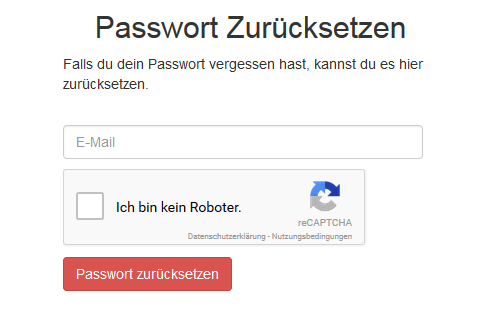 Passwort Zurücksetzen
Falls du dein Passwort vergessen hast, kannst du es hier
zurücksetzen.
E-Mail
Ich bin kein Roboter.
reCAPTCHA
Datenschutzerklärung - Nutzungsbedingungen
Passwort zurücksetzen